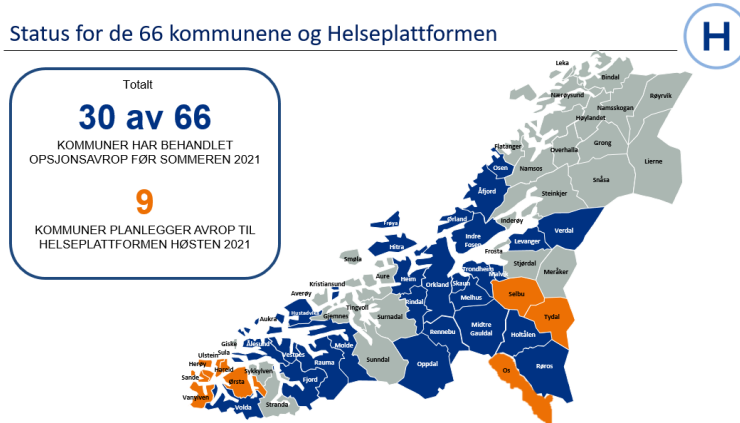 Status for de 66 kommunene og Helseplattformen
H
Totalt
30 av 66
KOMMUNER HAR BEHANDLET
OPSJONSAVROP FØR SOMMEREN 2021
9
KOMMUNER PLANLEGGER AVROP TIL
HELSEPLATTFORMEN HØSTEN 2021
Leka
Bindal
Nærøysund
Røyrvik
Namsskogan
Høylandet
Flatanger
Grong
Overhalla
Lierne
Osen
Namsos
Snåsa
Åfjord
Steinkjer
Ørland
Inderøy
Frøya
Verdal
Indre
Fosen
Levanger
Hitra
Frosta
Smøla
Stjørdal
Trondheim
Malvik
Meråker
Aure
Heim
Skaun
Orkland
Kristiansund
Selbu
Averøy
Melhus
Rindal
Tingvoll
Hustadvika
Gjemnes
Surnadal
Tydal
Aukra
Rennebu
Midtre
Gauldal
Holtålen
Giske
Ålesund
Molde
Sula
Vestnes
Ulstein
Sunndal
Oppdal
Herøy
Hareid
Rauma
Røros
Sykkylven
Os
Sande
Ørsta
Fjord
Vanylven
Volda
Stranda